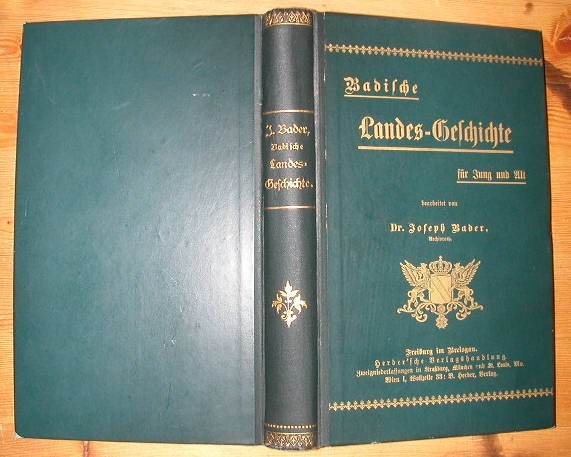 J. Bader,
Badische
Landes-
Geschichte.
Badische
Landes-Geschichte
für Jung und Alt
bearbeitet von
Dr. Joseph Bader,
Archivrath.
Freiburg im Breisgau.
Herder'sche Verlagshandlung.
Zweigniederlassungen in Straßburg, München und St. Louis, Mo.
Wien I, Wollzeile 33: B. Herder, Verlag.